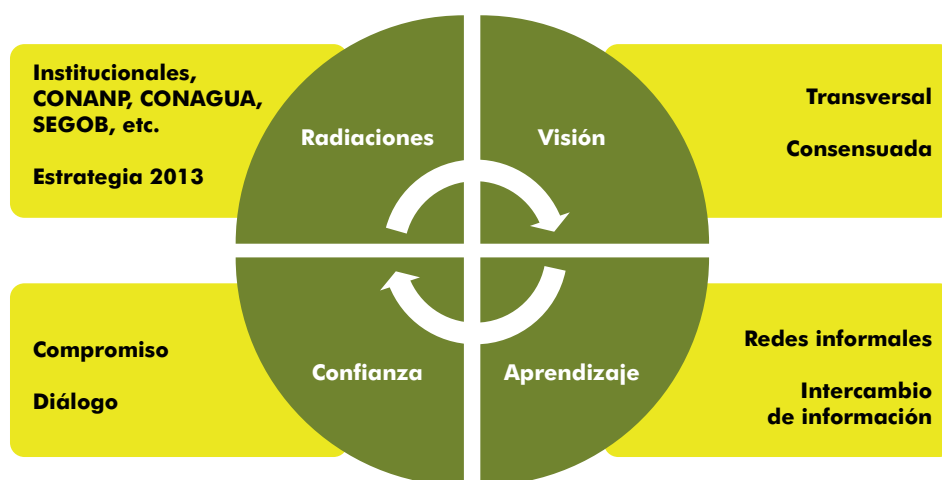 Institucionales,
CONANP, CONAGUA,
SEGOB, etc.
Estrategia 2013
Radiaciones
Visión
Transversal
Consensuada
Compromiso
Diálogo
Confianza
Aprendizaje
Redes informales
Intercambio
de información